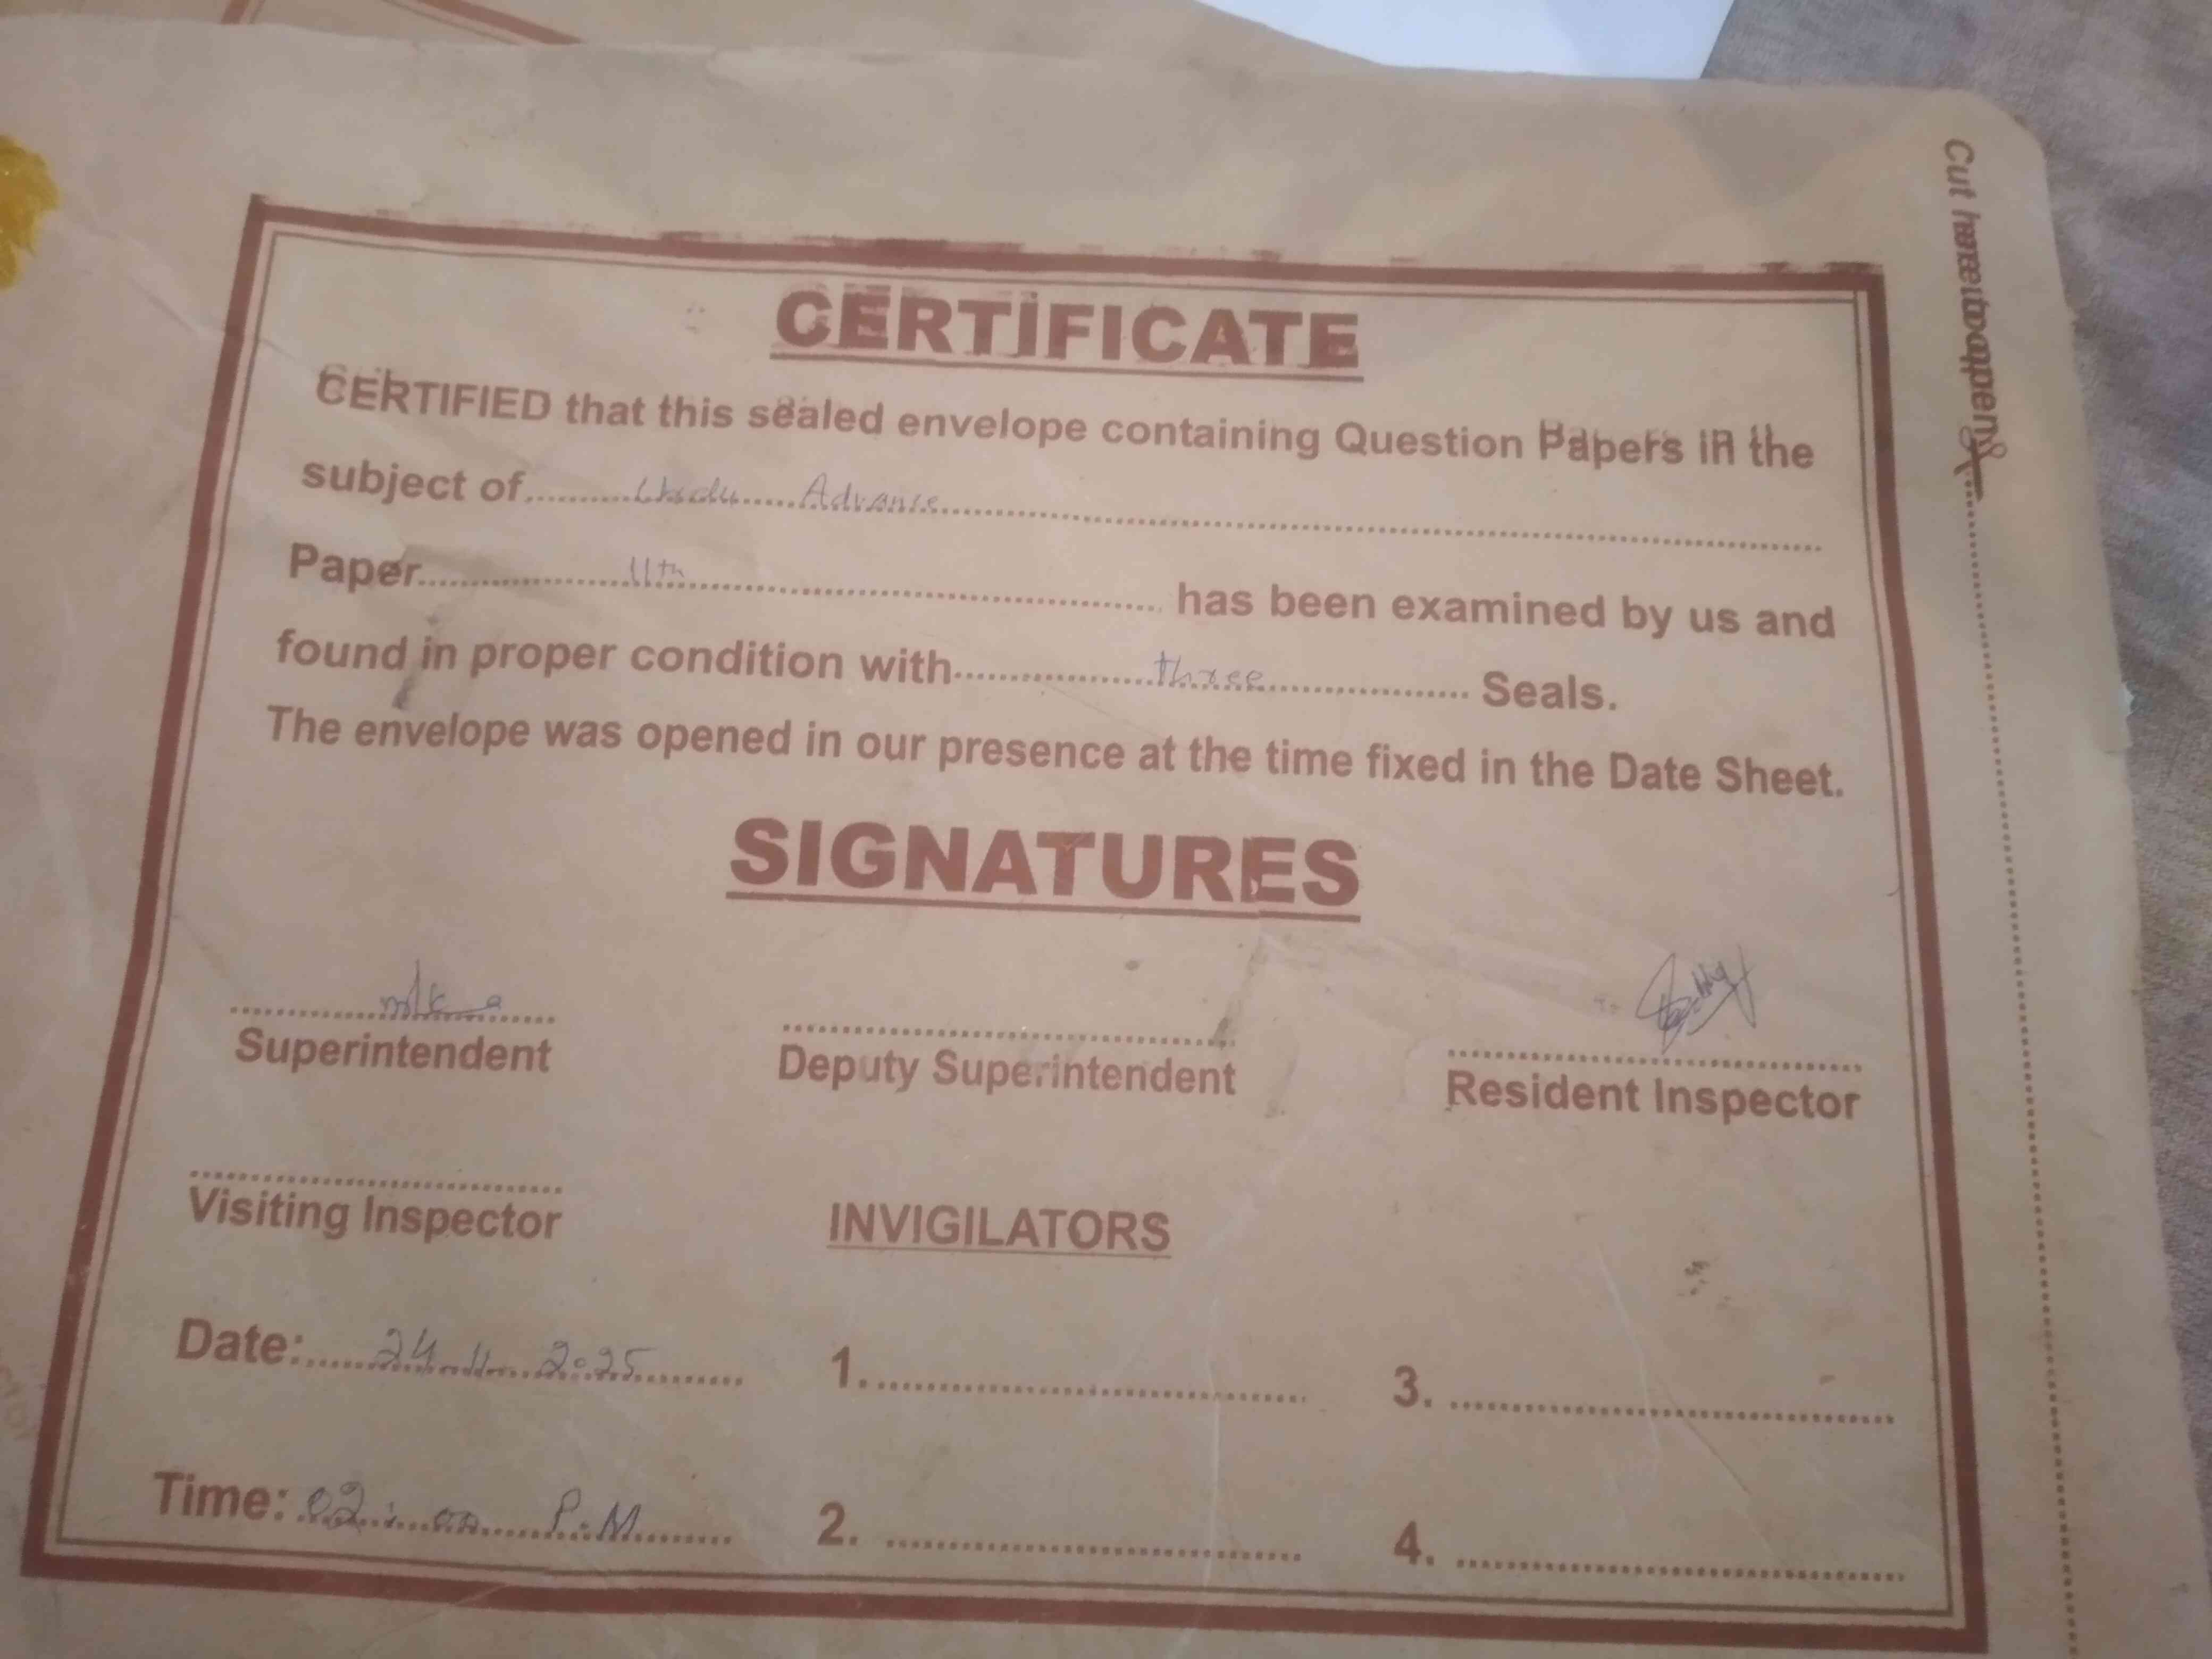 CERTIFICATE
CERTIFIED that this sealed envelope containing Question Papers in the
subject of..........Urdu.....Advance..........
Paper..........11th.......... has been examined by us and
found in proper condition with..........three.......... Seals.
The envelope was opened in our presence at the time fixed in the Date Sheet.
SIGNATURES
Superintendent
Deputy Superintendent
Resident Inspector
Visiting Inspector
INVIGILATORS
Date:.....24.11.2025..........
1...........
3. ..........
Time: 02:00 P.M..........
2. ..........
4. ..........
Cut here to open